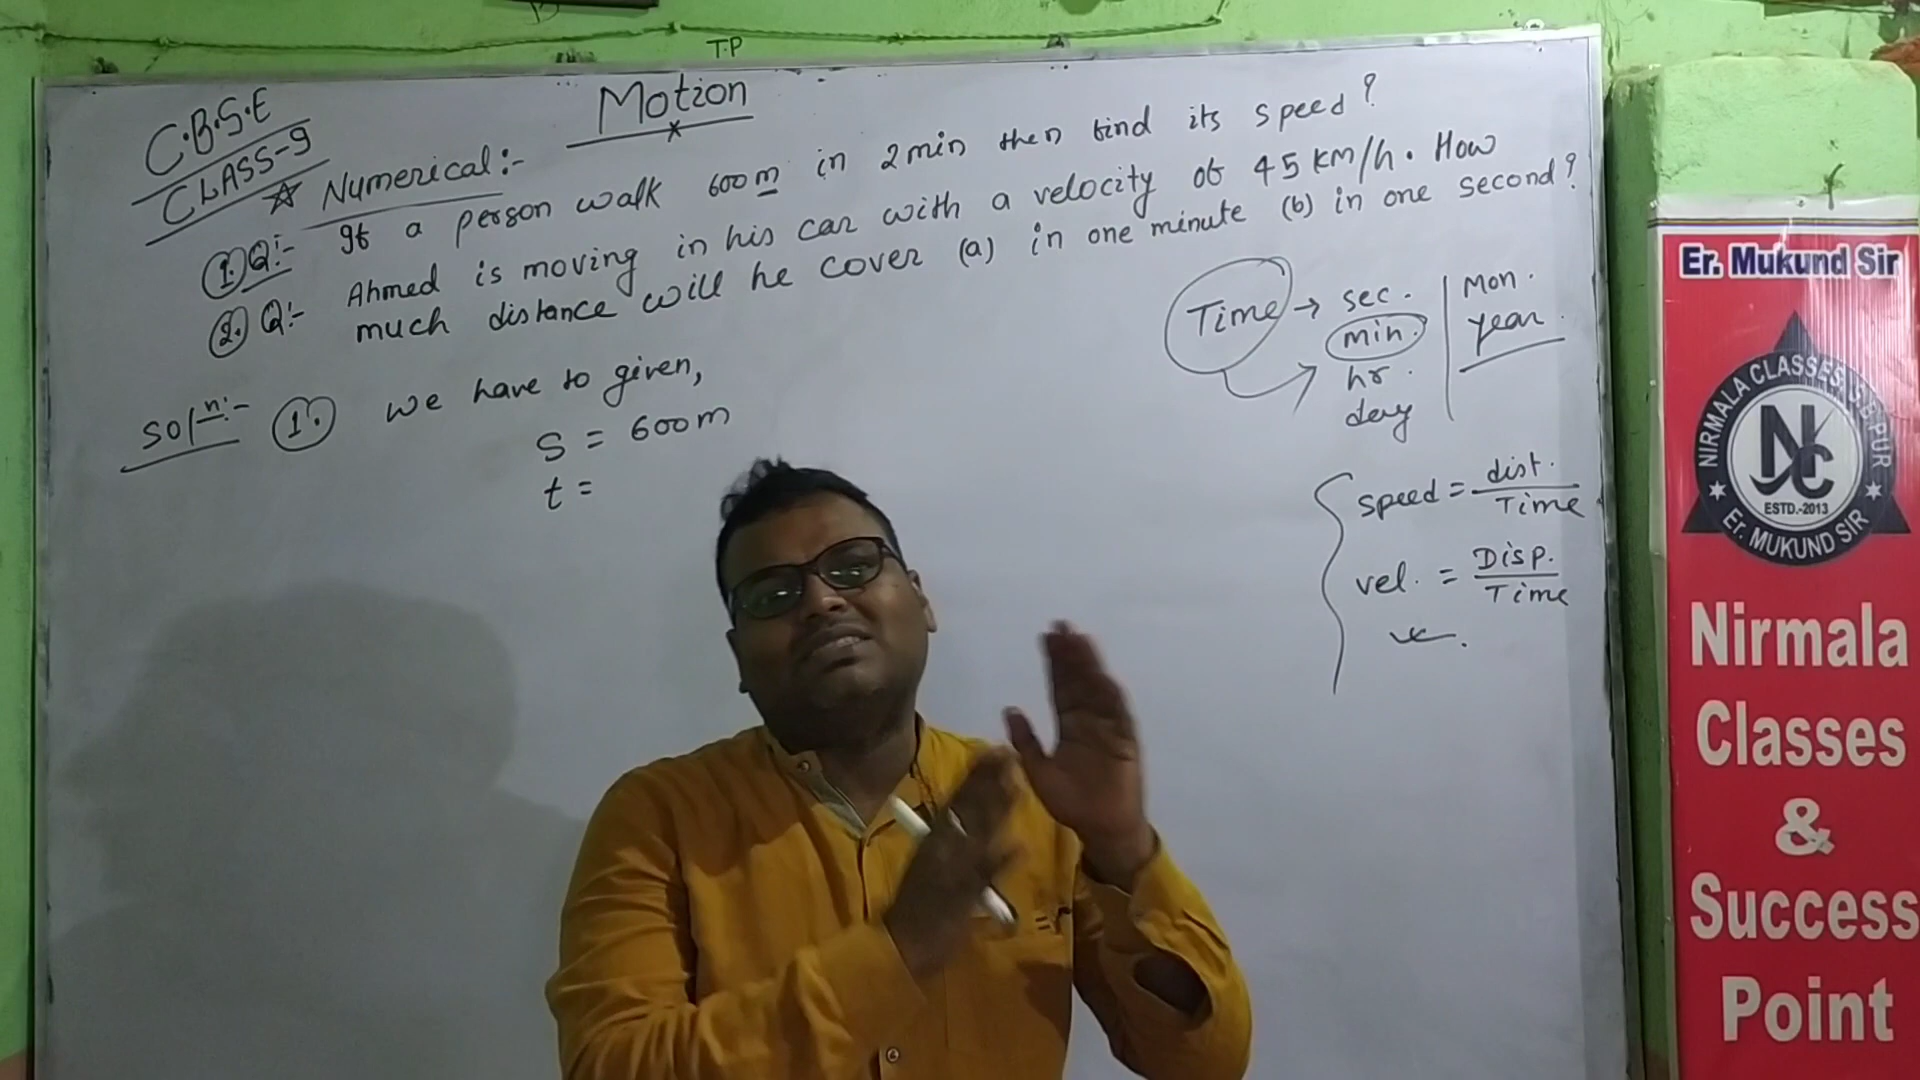 T.P
Motion
C.B.S.E
CLASS-9
☆ Numerical:-
1. Q:- If a person walk 600m in 2min then find its speed?
2. Q:- Ahmed is moving in his car with a velocity of 45 KM/h. How
much distance will he cover (a) in one minute (b) in one second?
Time → sec.
min.
hr.
day
Mon.
year.
Solⁿ:- 1. we have to given,
S = 600m
t =
speed = dist. / Time
vel. = Disp. / Time
Er. Mukund Sir
NIRMALA CLASSES, S.B.PUR
NC
ESTD.-2013
Er. MUKUND SIR
Nirmala
Classes
&
Success
Point